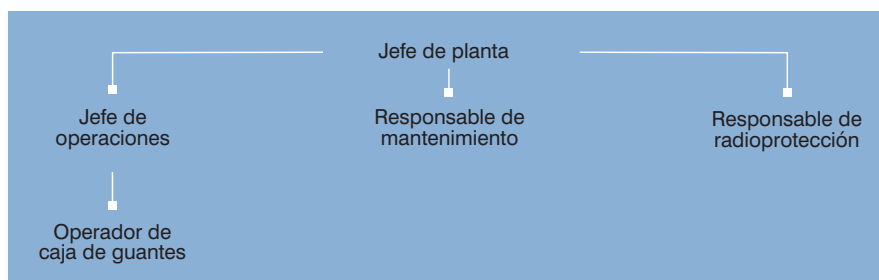 Jefe de planta
Jefe de
operaciones
Responsable de
mantenimiento
Responsable de
radioprotección
Operador de
caja de guantes